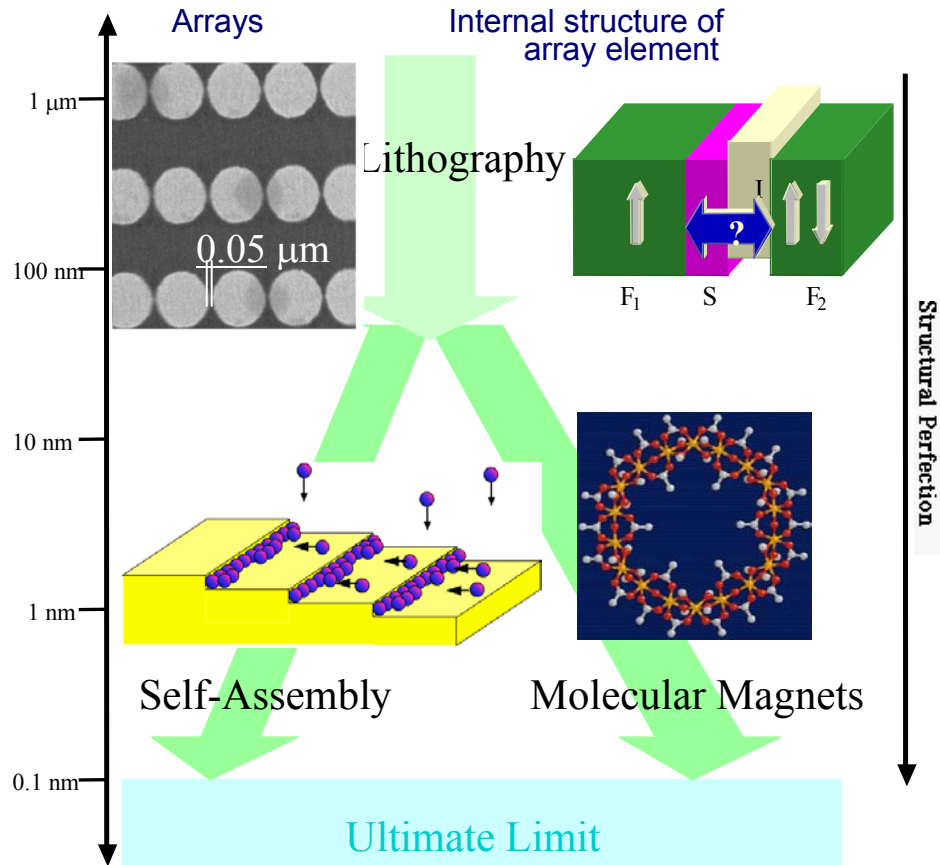 Arrays
Internal structure of
array element
1 μm
Lithography
I
?
0.05 μm
100 nm
F₁
S
F₂
Structural Perfection
10 nm
1 nm
Self-Assembly
Molecular Magnets
0.1 nm
Ultimate Limit